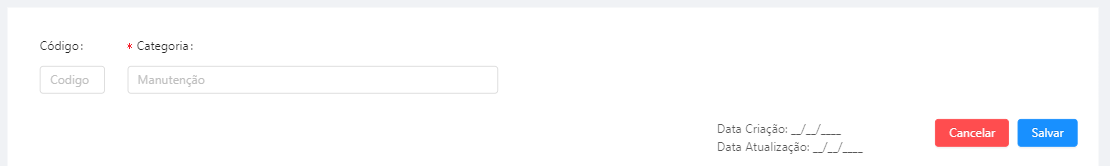 Código: * Categoria:
Codigo Manutenção
Data Criação: __/__/____ Cancelar Salvar
Data Atualização: __/__/____